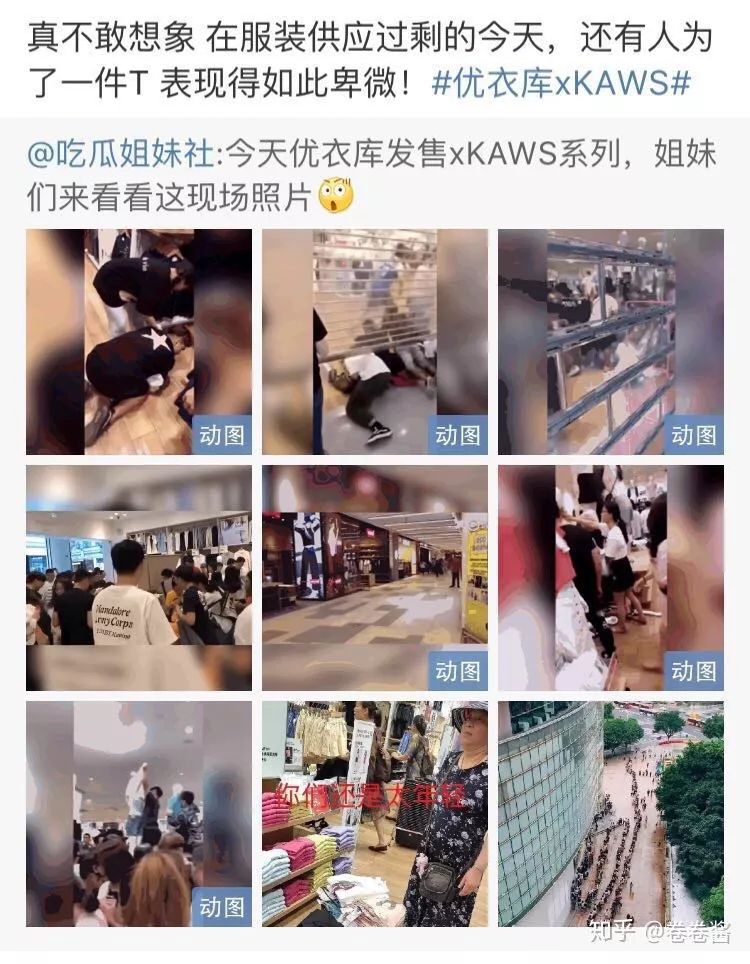 真不敢想象 在服装供应过剩的今天，还有人为
了一件T 表现得如此卑微！#优衣库xKAWS#
@吃瓜姐妹社:今天优衣库发售xKAWS系列，姐妹
们来看看这现场照片
动图
动图
动图
Mandalore
Army Corps
动图
动图
动图
你们还是太年轻
知乎 @卷卷酱